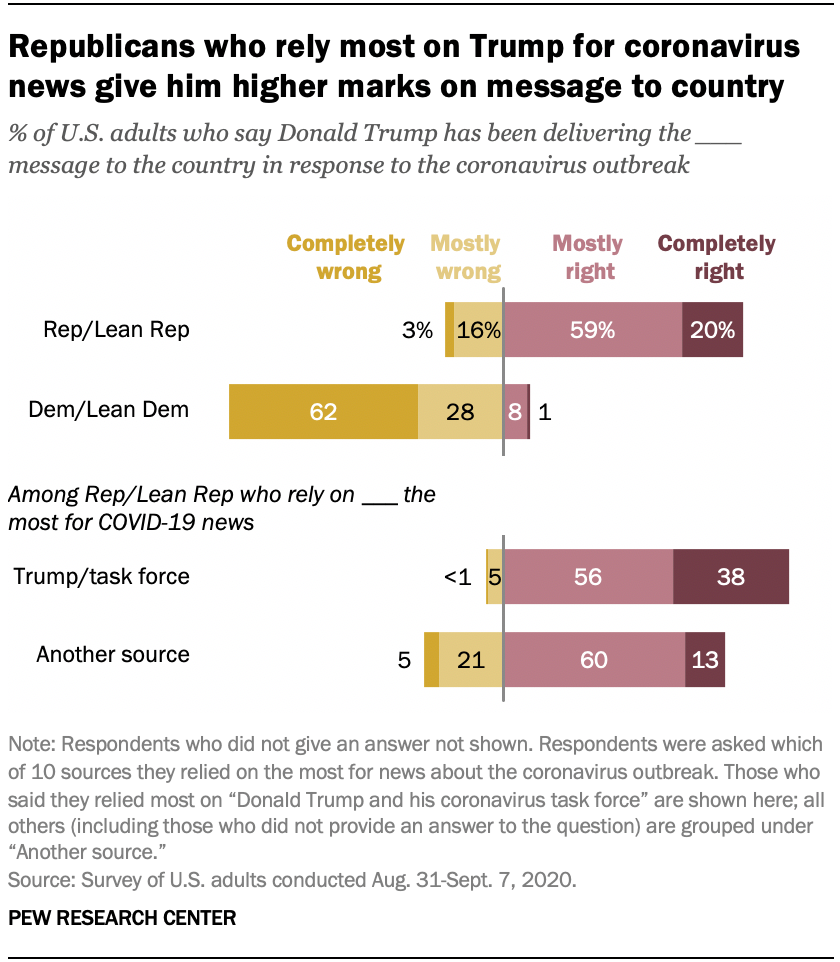 Republicans who rely most on Trump for coronavirus
news give him higher marks on message to country
% of U.S. adults who say Donald Trump has been delivering the ___
message to the country in response to the coronavirus outbreak
Completely wrong Mostly wrong Mostly right Completely right
Rep/Lean Rep 3% 16% 59% 20%
Dem/Lean Dem 62 28 8 1
Among Rep/Lean Rep who rely on ___ the
most for COVID-19 news
Trump/task force <1 5 56 38
Another source 5 21 60 13
Note: Respondents who did not give an answer not shown. Respondents were asked which
of 10 sources they relied on the most for news about the coronavirus outbreak. Those who
said they relied most on “Donald Trump and his coronavirus task force” are shown here; all
others (including those who did not provide an answer to the question) are grouped under
“Another source.”
Source: Survey of U.S. adults conducted Aug. 31-Sept. 7, 2020.
PEW RESEARCH CENTER